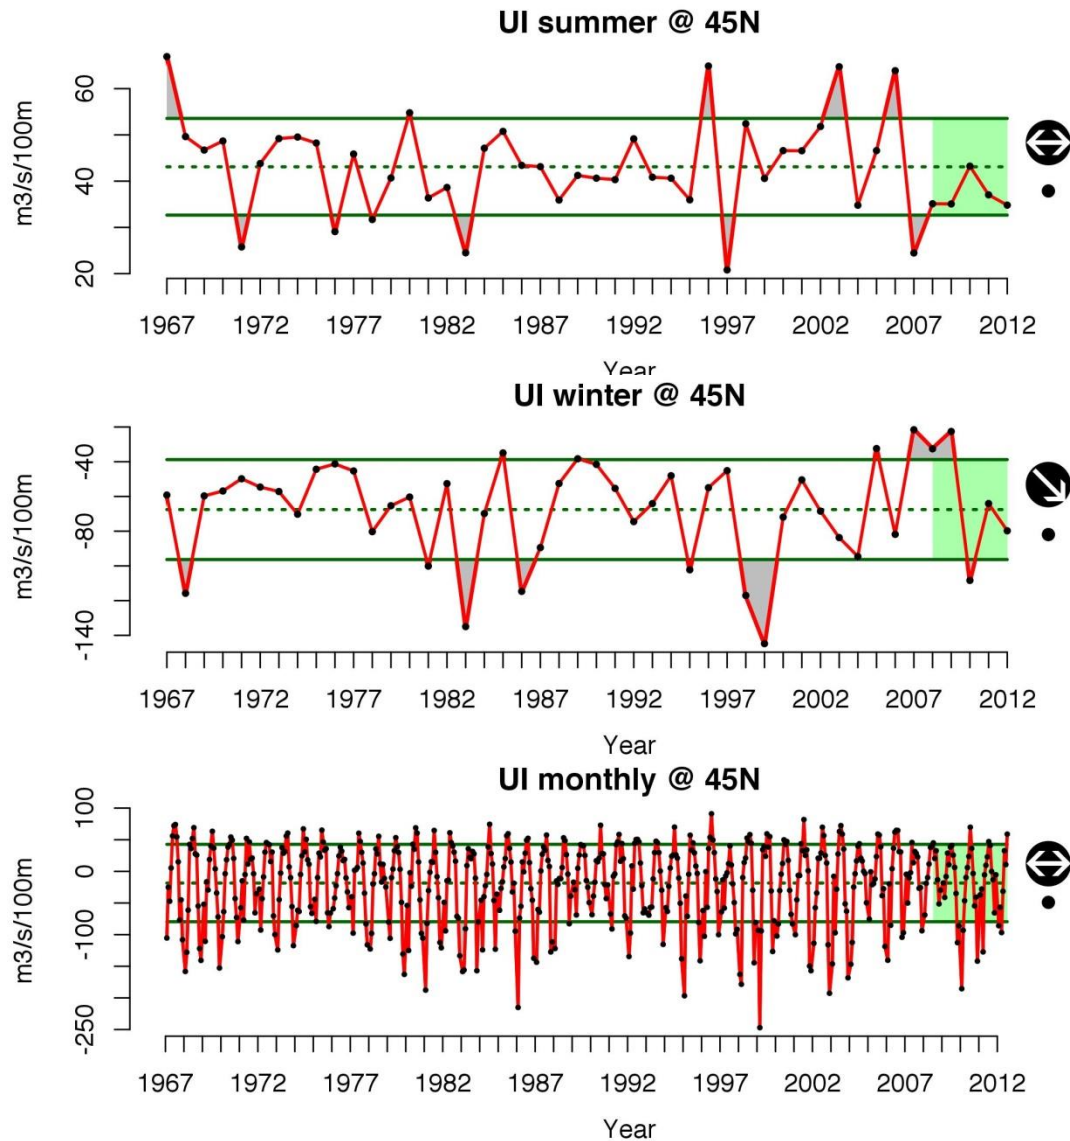 UI summer @ 45N
m3/s/100m
60
40
20
1967 1972 1977 1982 1987 1992 1997 2002 2007 2012
Year
UI winter @ 45N
m3/s/100m
-40
-80
-140
1967 1972 1977 1982 1987 1992 1997 2002 2007 2012
Year
UI monthly @ 45N
m3/s/100m
100
0
-100
-250
1967 1972 1977 1982 1987 1992 1997 2002 2007 2012
Year